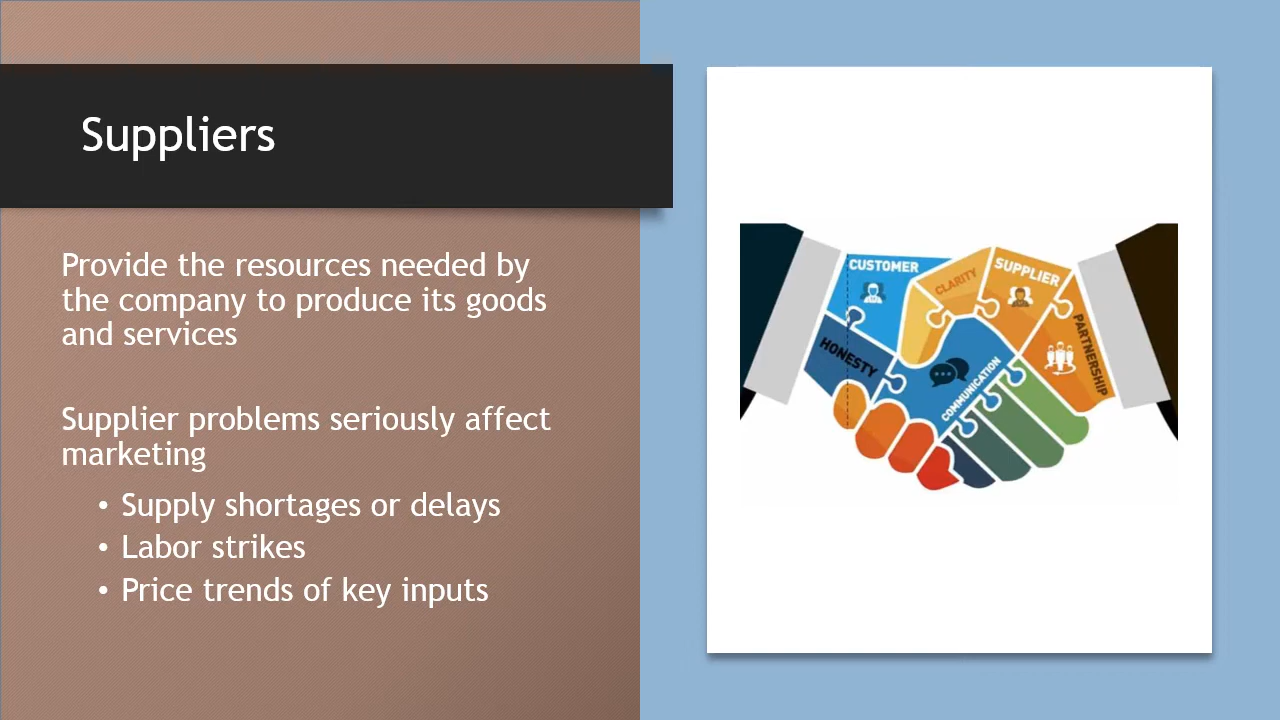 Suppliers
Provide the resources needed by
the company to produce its goods
and services
Supplier problems seriously affect
marketing
• Supply shortages or delays
• Labor strikes
• Price trends of key inputs
CUSTOMER
CLARITY
SUPPLIER
HONESTY
COMMUNICATION
PARTNERSHIP